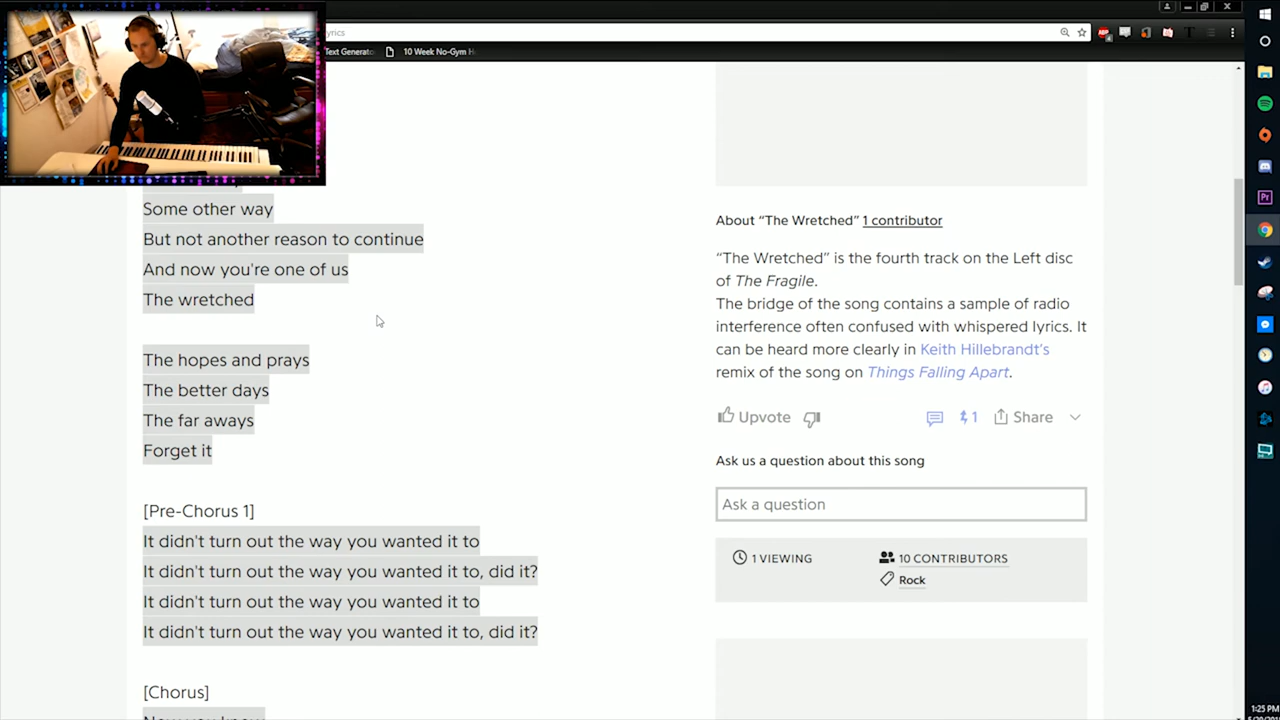 yrics
Text Generato
10 Week No-Gym H
Some other way
But not another reason to continue
And now you're one of us
The wretched
The hopes and prays
The better days
The far aways
Forget it
[Pre-Chorus 1]
It didn't turn out the way you wanted it to
It didn't turn out the way you wanted it to, did it?
It didn't turn out the way you wanted it to
It didn't turn out the way you wanted it to, did it?
[Chorus]
Now you know
About “The Wretched” 1 contributor
“The Wretched” is the fourth track on the Left disc
of The Fragile.
The bridge of the song contains a sample of radio
interference often confused with whispered lyrics. It
can be heard more clearly in Keith Hillebrandt’s
remix of the song on Things Falling Apart.
Upvote
1
Share
Ask us a question about this song
Ask a question
1 VIEWING
10 CONTRIBUTORS
Rock
1:25 PM